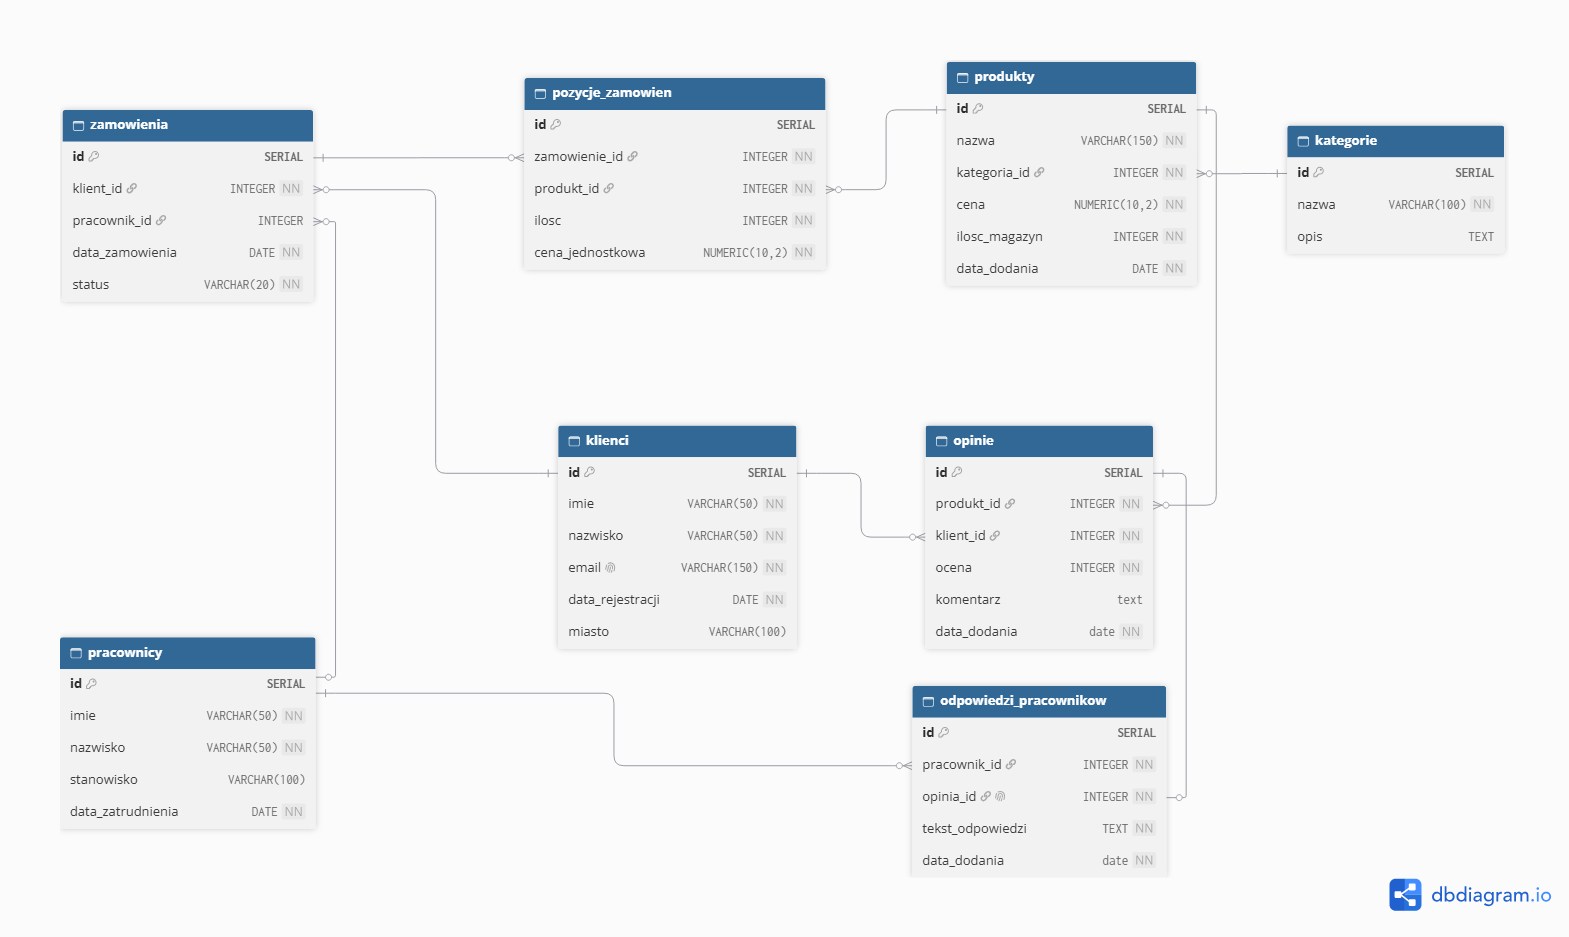 zamowienia
id SERIAL
klient_id INTEGER NN
pracownik_id INTEGER
data_zamowienia DATE NN
status VARCHAR(20) NN
pozycje_zamowien
id SERIAL
zamowienie_id INTEGER NN
produkt_id INTEGER NN
ilosc INTEGER NN
cena_jednostkowa NUMERIC(10,2) NN
produkty
id SERIAL
nazwa VARCHAR(150) NN
kategoria_id INTEGER NN
cena NUMERIC(10,2) NN
ilosc_magazyn INTEGER NN
data_dodania DATE NN
kategorie
id SERIAL
nazwa VARCHAR(100) NN
opis TEXT
klienci
id SERIAL
imie VARCHAR(50) NN
nazwisko VARCHAR(50) NN
email VARCHAR(150) NN
data_rejestracji DATE NN
miasto VARCHAR(100)
opinie
id SERIAL
produkt_id INTEGER NN
klient_id INTEGER NN
ocena INTEGER NN
komentarz text
data_dodania date NN
pracownicy
id SERIAL
imie VARCHAR(50) NN
nazwisko VARCHAR(50) NN
stanowisko VARCHAR(100)
data_zatrudnienia DATE NN
odpowiedzi_pracownikow
id SERIAL
pracownik_id INTEGER NN
opinia_id INTEGER NN
tekst_odpowiedzi TEXT NN
data_dodania date NN
dbdiagram.io